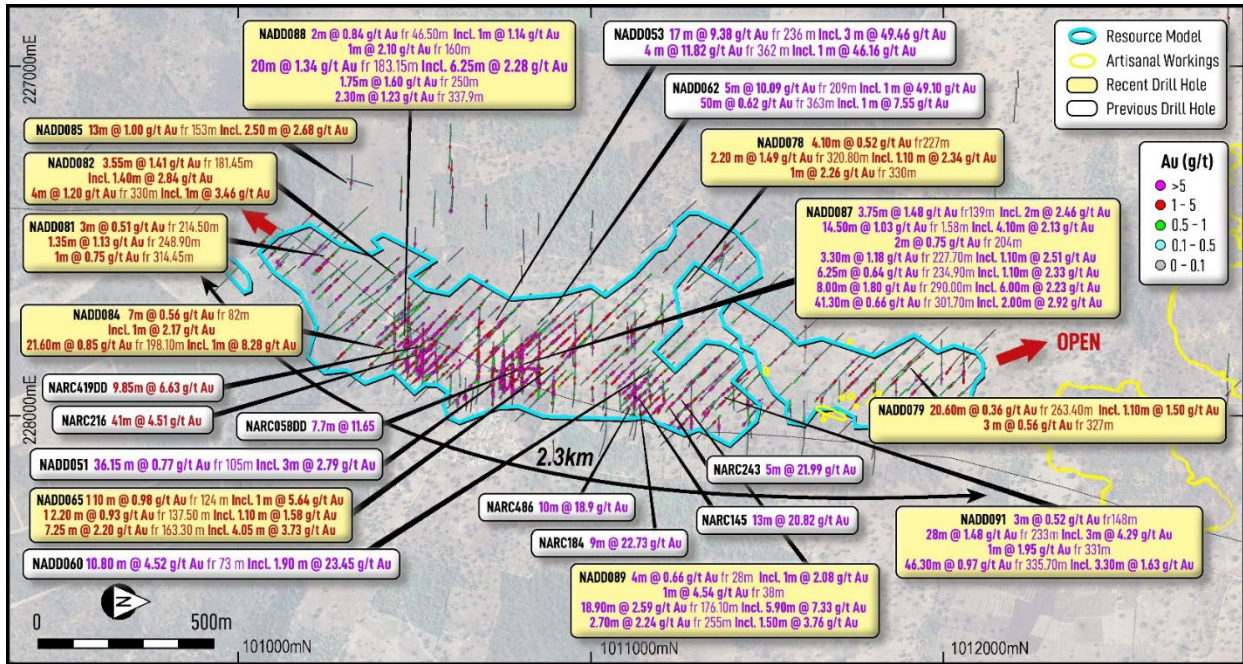 NADD088 2m @ 0.84 g/t Au fr 46.50m Incl. 1m @ 1.14 g/t Au
1m @ 2.10 g/t Au fr 160m
20m @ 1.34 g/t Au fr 183.15m Incl. 6.25m @ 2.28 g/t Au
1.75m @ 1.60 g/t Au fr 250m
2.30m @ 1.23 g/t Au fr 337.9m
NADD053 17 m @ 9.38 g/t Au fr 236 m Incl. 3 m @ 49.46 g/t Au
4 m @ 11.82 g/t Au fr 362 m Incl. 1 m @ 46.16 g/t Au
NADD062 5m @ 10.09 g/t Au fr 209m Incl. 1 m @ 49.10 g/t Au
50m @ 0.62 g/t Au fr 363m Incl. 1 m @ 7.55 g/t Au
Resource Model
Artisanal Workings
Recent Drill Hole
Previous Drill Hole
227000mE
NADD085 13m @ 1.00 g/t Au fr 153m Incl. 2.50 m @ 2.68 g/t Au
NADD082 3.55m @ 1.41 g/t Au fr 181.45m
Incl. 1.40m @ 2.84 g/t Au
4m @ 1.20 g/t Au fr 330m Incl. 1m @ 3.46 g/t Au
NADD078 4.10m @ 0.52 g/t Au fr227m
2.20 m @ 1.49 g/t Au fr 320.80m Incl. 1.10 m @ 2.34 g/t Au
1m @ 2.26 g/t Au fr 330m
Au (g/t)
>5
1 - 5
0.5 - 1
0.1 - 0.5
0 - 0.1
NADD081 3m @ 0.51 g/t Au fr 214.50m
1.35m @ 1.13 g/t Au fr 248.90m
1m @ 0.75 g/t Au fr 314.45m
NADD087 3.75m @ 1.48 g/t Au fr139m Incl. 2m @ 2.46 g/t Au
14.50m @ 1.03 g/t Au fr 1.58m Incl. 4.10m @ 2.13 g/t Au
2m @ 0.75 g/t Au fr 204m
3.30m @ 1.18 g/t Au fr 227.70m Incl. 1.10m @ 2.51 g/t Au
6.25m @ 0.64 g/t Au fr 234.90m Incl. 1.10m @ 2.33 g/t Au
8.00m @ 1.80 g/t Au fr 290.00m Incl. 6.00m @ 2.23 g/t Au
41.30m @ 0.66 g/t Au fr 301.70m Incl. 2.00m @ 2.92 g/t Au
NADD084 7m @ 0.56 g/t Au fr 82m
Incl. 1m @ 2.17 g/t Au
21.60m @ 0.85 g/t Au fr 198.10m Incl. 1m @ 8.28 g/t Au
OPEN
NARC419DD 9.85m @ 6.63 g/t Au
NARC216 41m @ 4.51 g/t Au
NARC058DD 7.7m @ 11.65
228000mE
NADD079 20.60m @ 0.36 g/t Au fr 263.40m Incl. 1.10m @ 1.50 g/t Au
3 m @ 0.56 g/t Au fr 327m
NADD051 36.15 m @ 0.77 g/t Au fr 105m Incl. 3m @ 2.79 g/t Au
2.3km
NARC243 5m @ 21.99 g/t Au
NADD065 1 10 m @ 0.98 g/t Au fr 124 m Incl. 1 m @ 5.64 g/t Au
1 2.20 m @ 0.93 g/t Au fr 137.50 m Incl. 1.10 m @ 1.58 g/t Au
7.25 m @ 2.20 g/t Au fr 163.30 m Incl. 4.05 m @ 3.73 g/t Au
NARC486 10m @ 18.9 g/t Au
NARC145 13m @ 20.82 g/t Au
NARC184 9m @ 22.73 g/t Au
NADD091 3m @ 0.52 g/t Au fr148m
28m @ 1.48 g/t Au fr 233m Incl. 3m @ 4.29 g/t Au
1m @ 1.95 g/t Au fr 331m
46.30m @ 0.97 g/t Au fr 335.70m Incl. 3.30m @ 1.63 g/t Au
NADD060 10.80 m @ 4.52 g/t Au fr 73 m Incl. 1.90 m @ 23.45 g/t Au
NADD089 4m @ 0.66 g/t Au fr 28m Incl. 1m @ 2.08 g/t Au
1m @ 4.54 g/t Au fr 38m
18.90m @ 2.59 g/t Au fr 176.10m Incl. 5.90m @ 7.33 g/t Au
2.70m @ 2.24 g/t Au fr 255m Incl. 1.50m @ 3.76 g/t Au
N
0 500m
101000mN
1011000mN
1012000mN